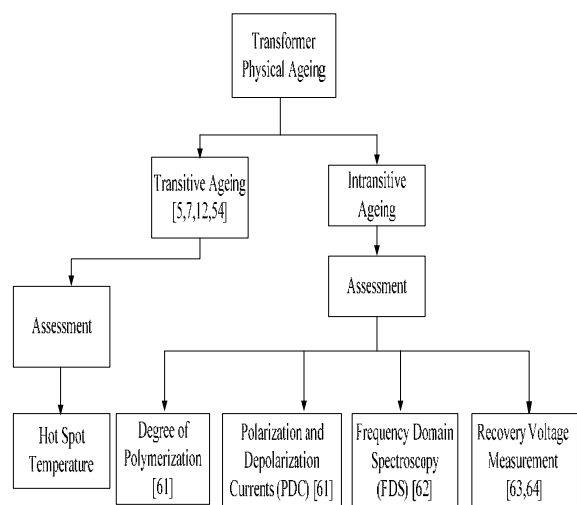 Transformer
Physical Ageing
Transitive Ageing
[5,7,12,54]
Intransitive
Ageing
Assessment
Assessment
Hot Spot
Temperature
Degree of
Polymerization
[61]
Polarization and
Depolarization
Currents (PDC) [61]
Frequency Domain
Spectroscopy
(FDS) [62]
Recovery Voltage
Measurement
[63,64]